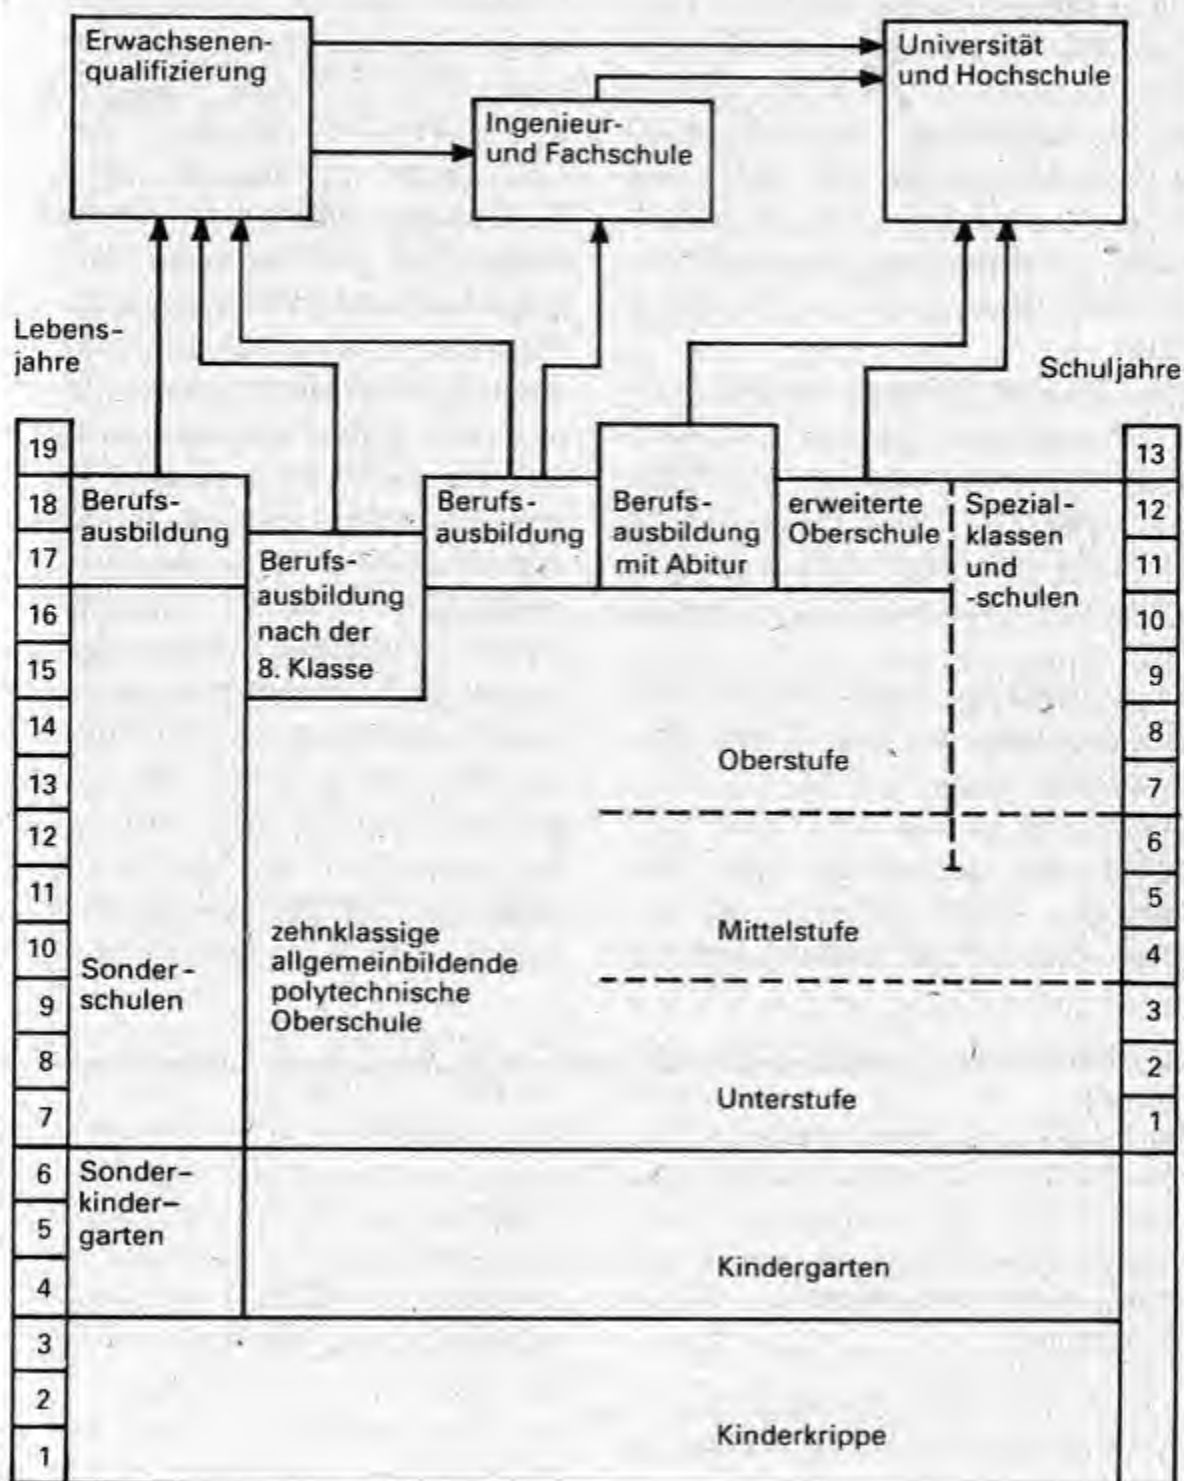 Erwachsenen-
qualifizierung
Universität
und Hochschule
Ingenieur-
und Fachschule
Lebens-
jahre
Schuljahre
19
18
17
16
15
14
13
12
11
10
9
8
7
6
5
4
3
2
1
Berufs-
ausbildung
Berufs-
ausbildung
nach der
8. Klasse
Berufs-
ausbildung
Berufs-
ausbildung
mit Abitur
erweiterte
Oberschule
Spezial-
klassen
und
-schulen
13
12
11
10
9
8
7
6
5
4
3
2
1
Oberstufe
Mittelstufe
Unterstufe
zehnklassige
allgemeinbildende
polytechnische
Oberschule
Sonder-
schulen
Sonder-
kinder-
garten
Kindergarten
Kinderkrippe